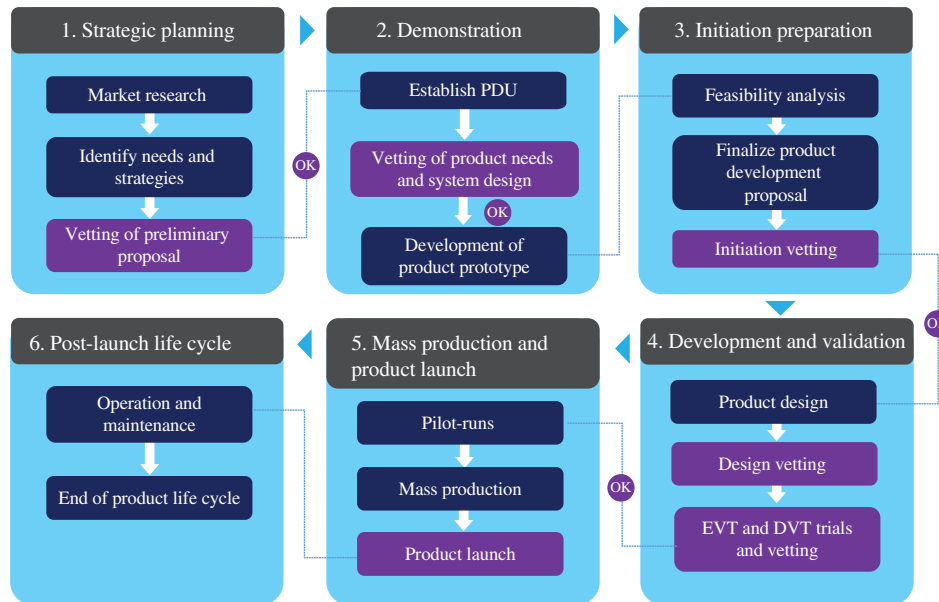 1. Strategic planning
Market research
Identify needs and
strategies
Vetting of preliminary
proposal
OK
2. Demonstration
Establish PDU
Vetting of product needs
and system design
OK
Development of
product prototype
3. Initiation preparation
Feasibility analysis
Finalize product
development
proposal
Initiation vetting
4. Development and validation
Product design
Design vetting
EVT and DVT trials
and vetting
OK
5. Mass production and
product launch
Pilot-runs
Mass production
Product launch
6. Post-launch life cycle
Operation and
maintenance
End of product life cycle